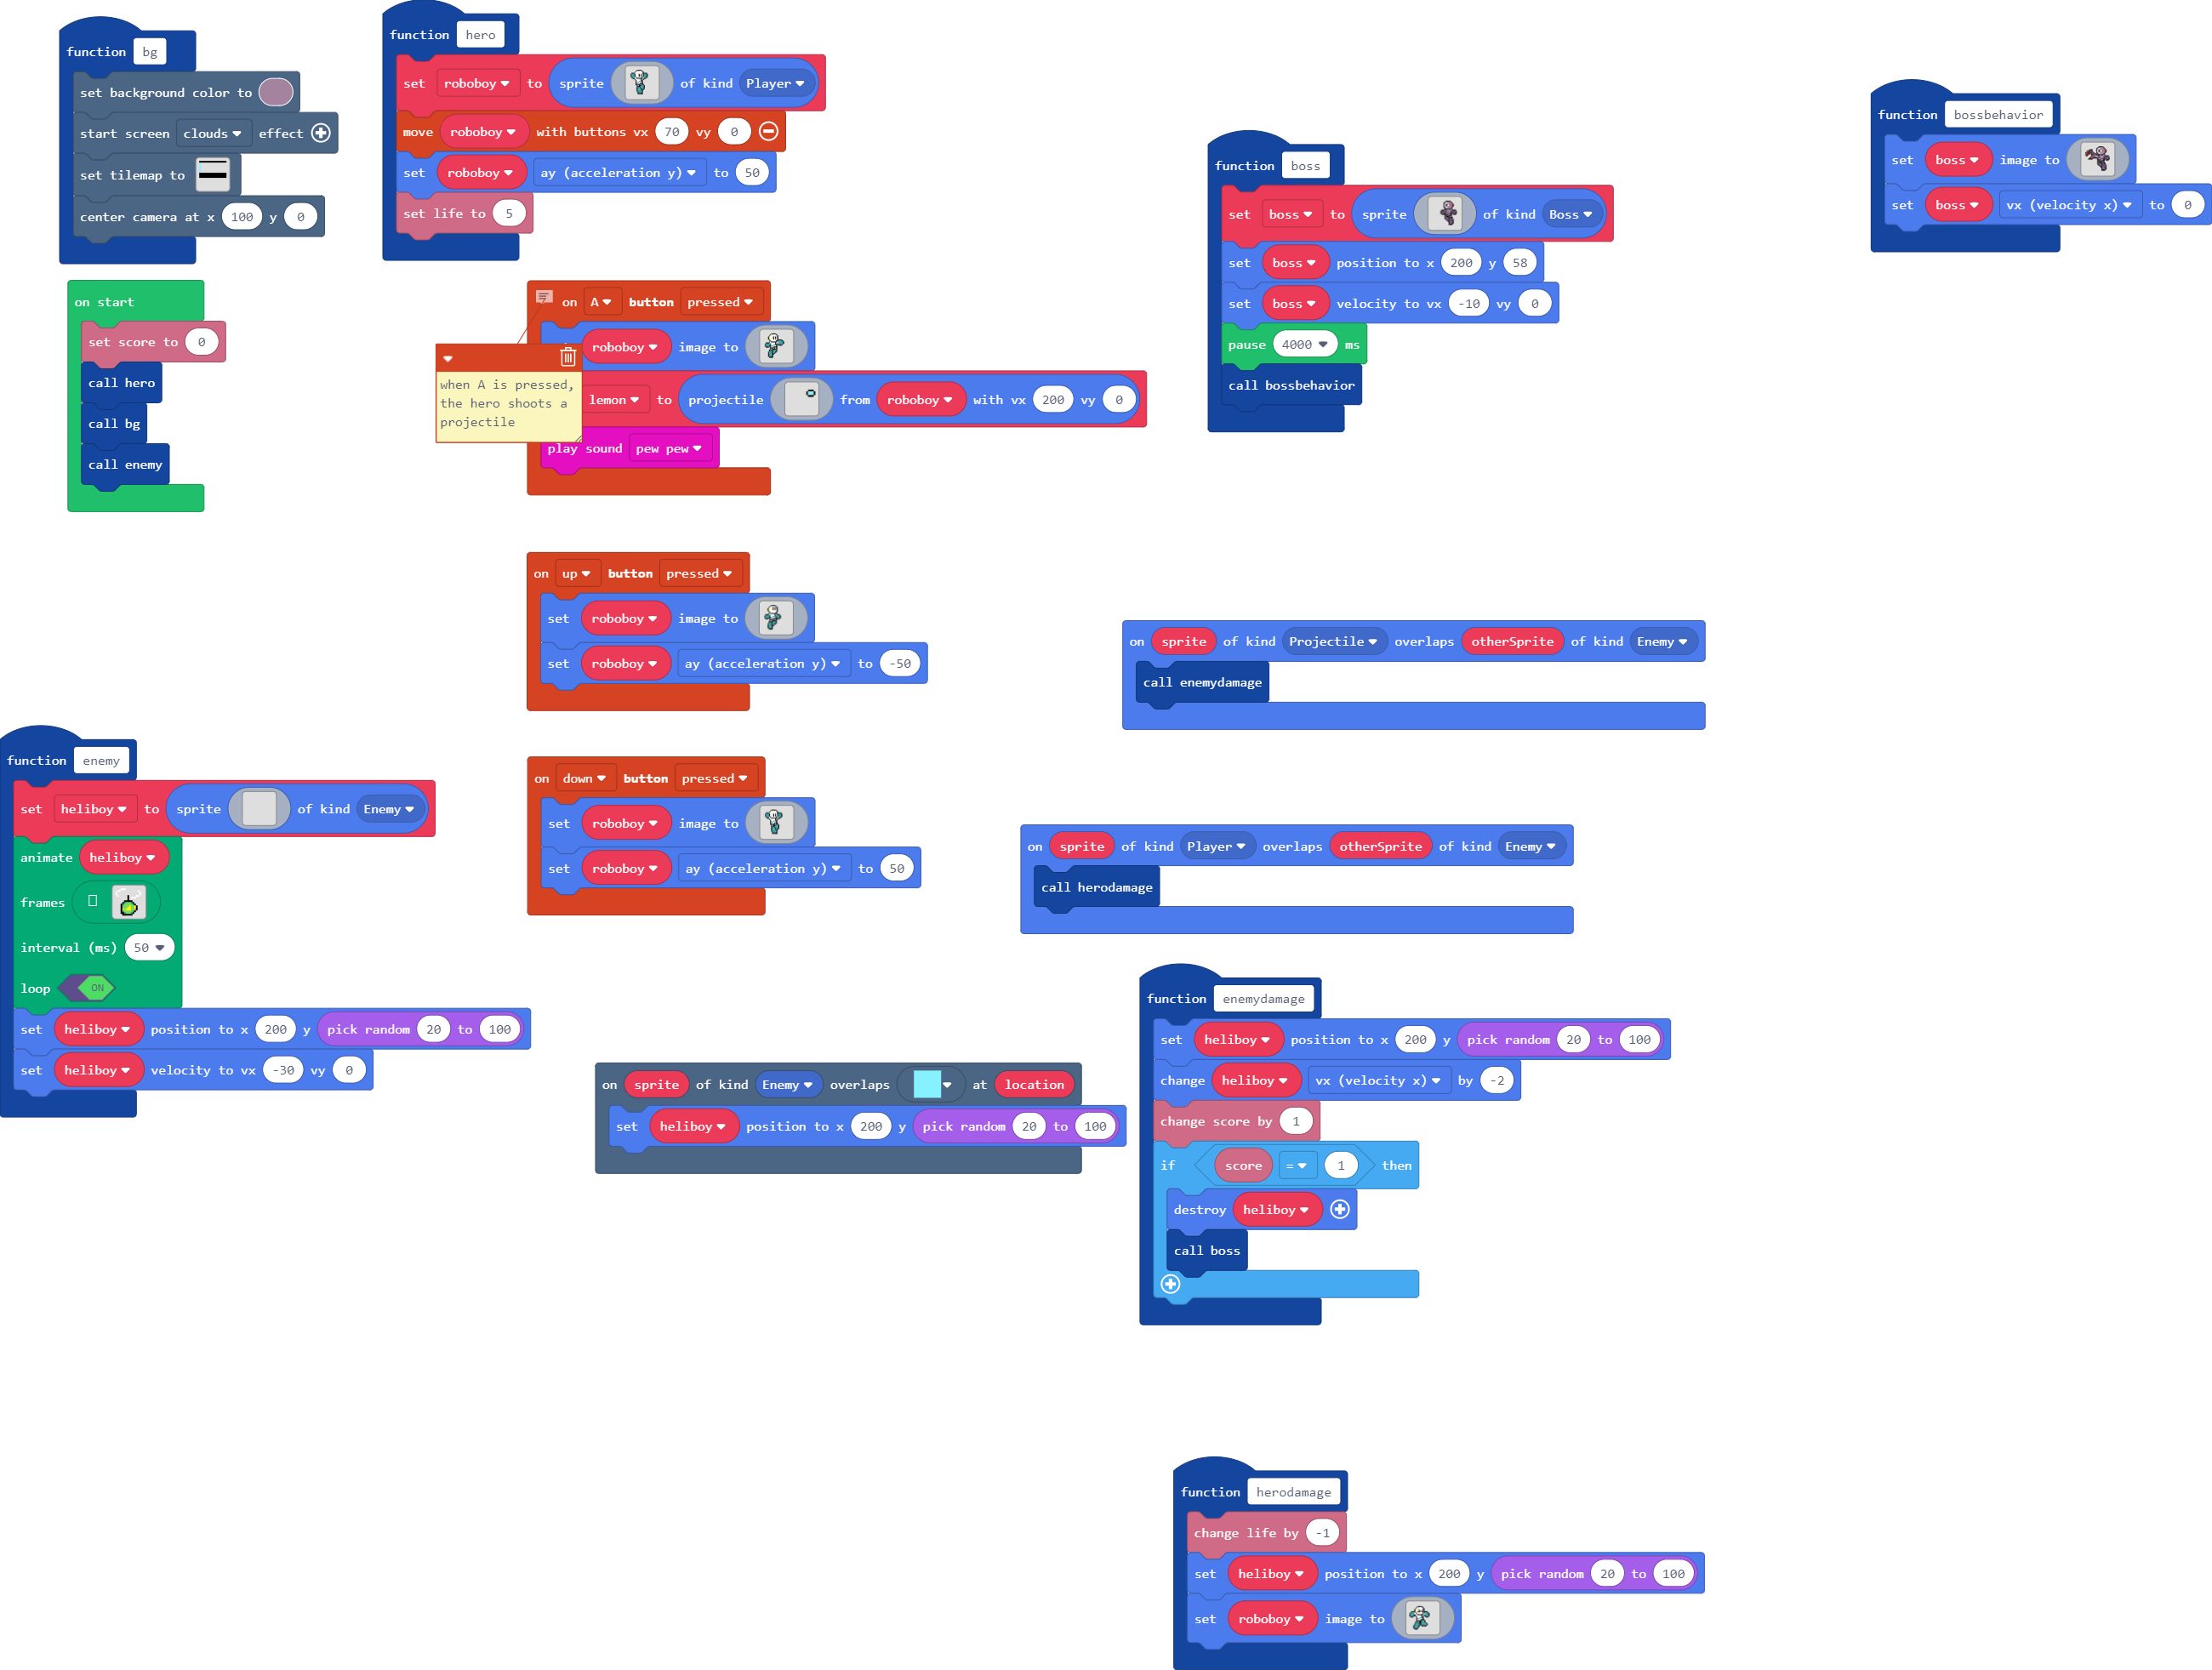 function bg
set background color to
start screen clouds effect
set tilemap to
center camera at x 100 y 0
function hero
set roboboy to sprite of kind Player
move roboboy with buttons vx 70 vy 0
set roboboy ay (acceleration y) to 50
set life to 5
function boss
set boss to sprite of kind Boss
set boss position to x 200 y 58
set boss velocity to vx -10 vy 0
pause 4000 ms
call bossbehavior
function bossbehavior
set boss image to
set boss vx (velocity x) to 0
on start
set score to 0
call hero
call bg
call enemy
on A button pressed
roboboy image to
lemon to projectile from roboboy with vx 200 vy 0
play sound pew pew
when A is pressed,
the hero shoots a
projectile
on up button pressed
set roboboy image to
set roboboy ay (acceleration y) to -50
on down button pressed
set roboboy image to
set roboboy ay (acceleration y) to 50
on sprite of kind Projectile overlaps otherSprite of kind Enemy
call enemydamage
function enemy
set heliboy to sprite of kind Enemy
animate heliboy
frames
interval (ms) 50
loop ON
set heliboy position to x 200 y pick random 20 to 100
set heliboy velocity to vx -30 vy 0
on sprite of kind Player overlaps otherSprite of kind Enemy
call herodamage
on sprite of kind Enemy overlaps at location
set heliboy position to x 200 y pick random 20 to 100
function enemydamage
set heliboy position to x 200 y pick random 20 to 100
change heliboy vx (velocity x) by -2
change score by 1
if score = 1 then
destroy heliboy
call boss
function herodamage
change life by -1
set heliboy position to x 200 y pick random 20 to 100
set roboboy image to